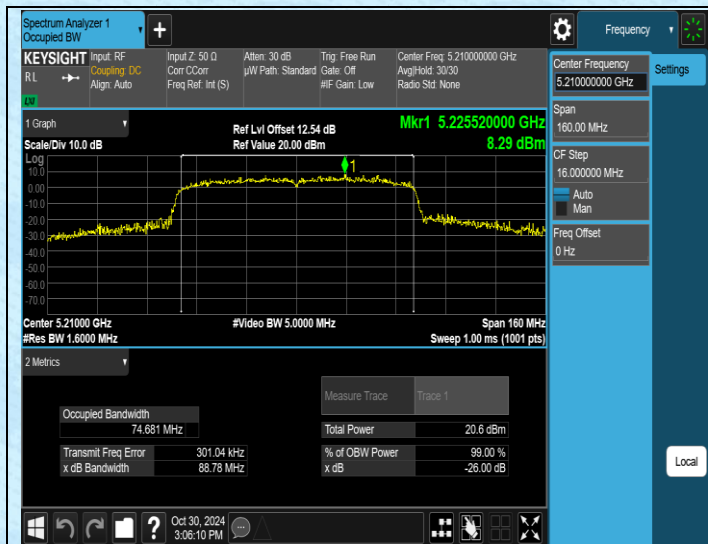 Spectrum Analyzer 1
Occupied BW
Frequency
KEYSIGHT
R L
LXI
Input: RF
Coupling: DC
Align: Auto
Input Z: 50 Ω
Corr CCorr
Freq Ref: Int (S)
Atten: 30 dB
µW Path: Standard
Trig: Free Run
Gate: Off
#IF Gain: Low
Center Freq: 5.210000000 GHz
Avg|Hold: 30/30
Radio Std: None
Center Frequency
5.210000000 GHz
Settings
Span
160.00 MHz
CF Step
16.000000 MHz
Auto
Man
Freq Offset
0 Hz
1 Graph
Scale/Div 10.0 dB
Ref Lvl Offset 12.54 dB
Ref Value 20.00 dBm
Mkr1 5.225520000 GHz
8.29 dBm
Log
10.0
0.00
-10.0
-20.0
-30.0
-40.0
-50.0
-60.0
-70.0
1
Center 5.21000 GHz
#Video BW 5.0000 MHz
Span 160 MHz
#Res BW 1.6000 MHz
Sweep 1.00 ms (1001 pts)
2 Metrics
Measure Trace
Trace 1
Occupied Bandwidth
74.681 MHz
Total Power
20.6 dBm
Transmit Freq Error
301.04 kHz
% of OBW Power
99.00 %
x dB Bandwidth
88.78 MHz
x dB
-26.00 dB
Local
Oct 30, 2024
3:06:10 PM